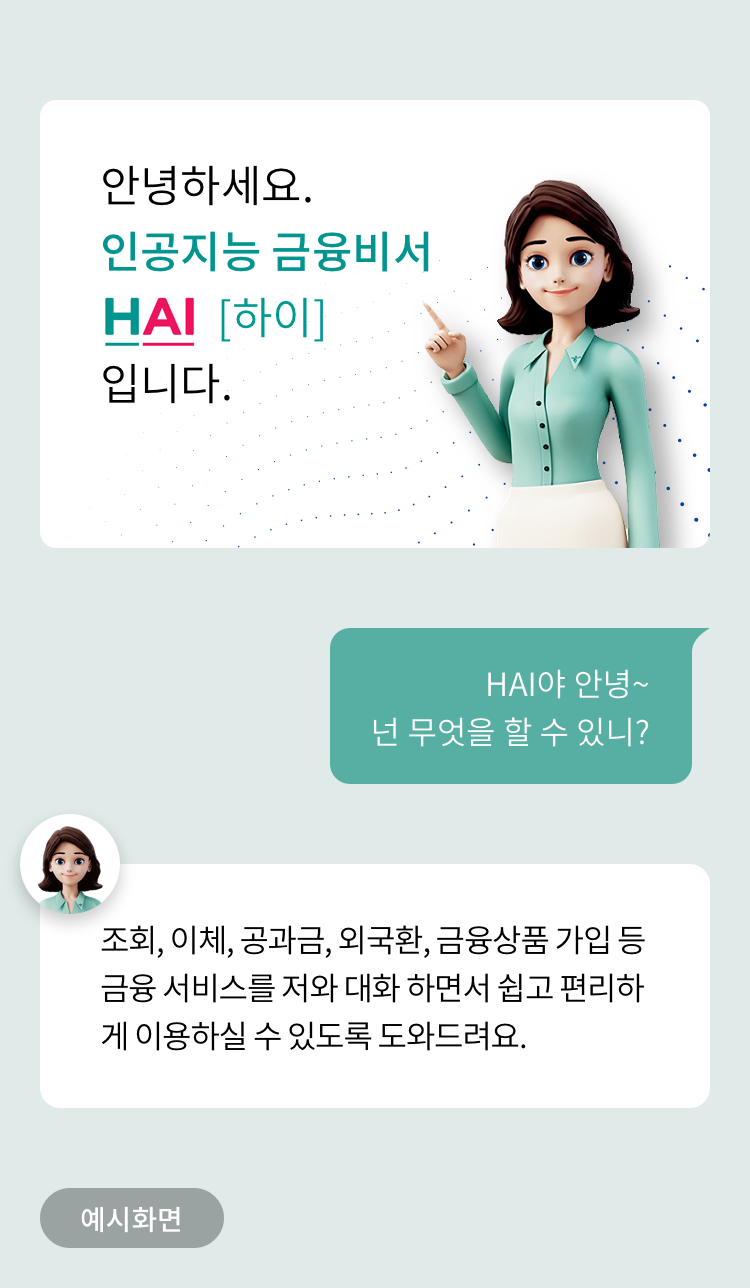 안녕하세요.
인공지능 금융비서
HAI [하이]
입니다.
HAI야 안녕~
넌 무엇을 할 수 있니?
조회, 이체, 공과금, 외국환, 금융상품 가입 등
금융 서비스를 저와 대화 하면서 쉽고 편리하
게 이용하실 수 있도록 도와드려요.
예시화면